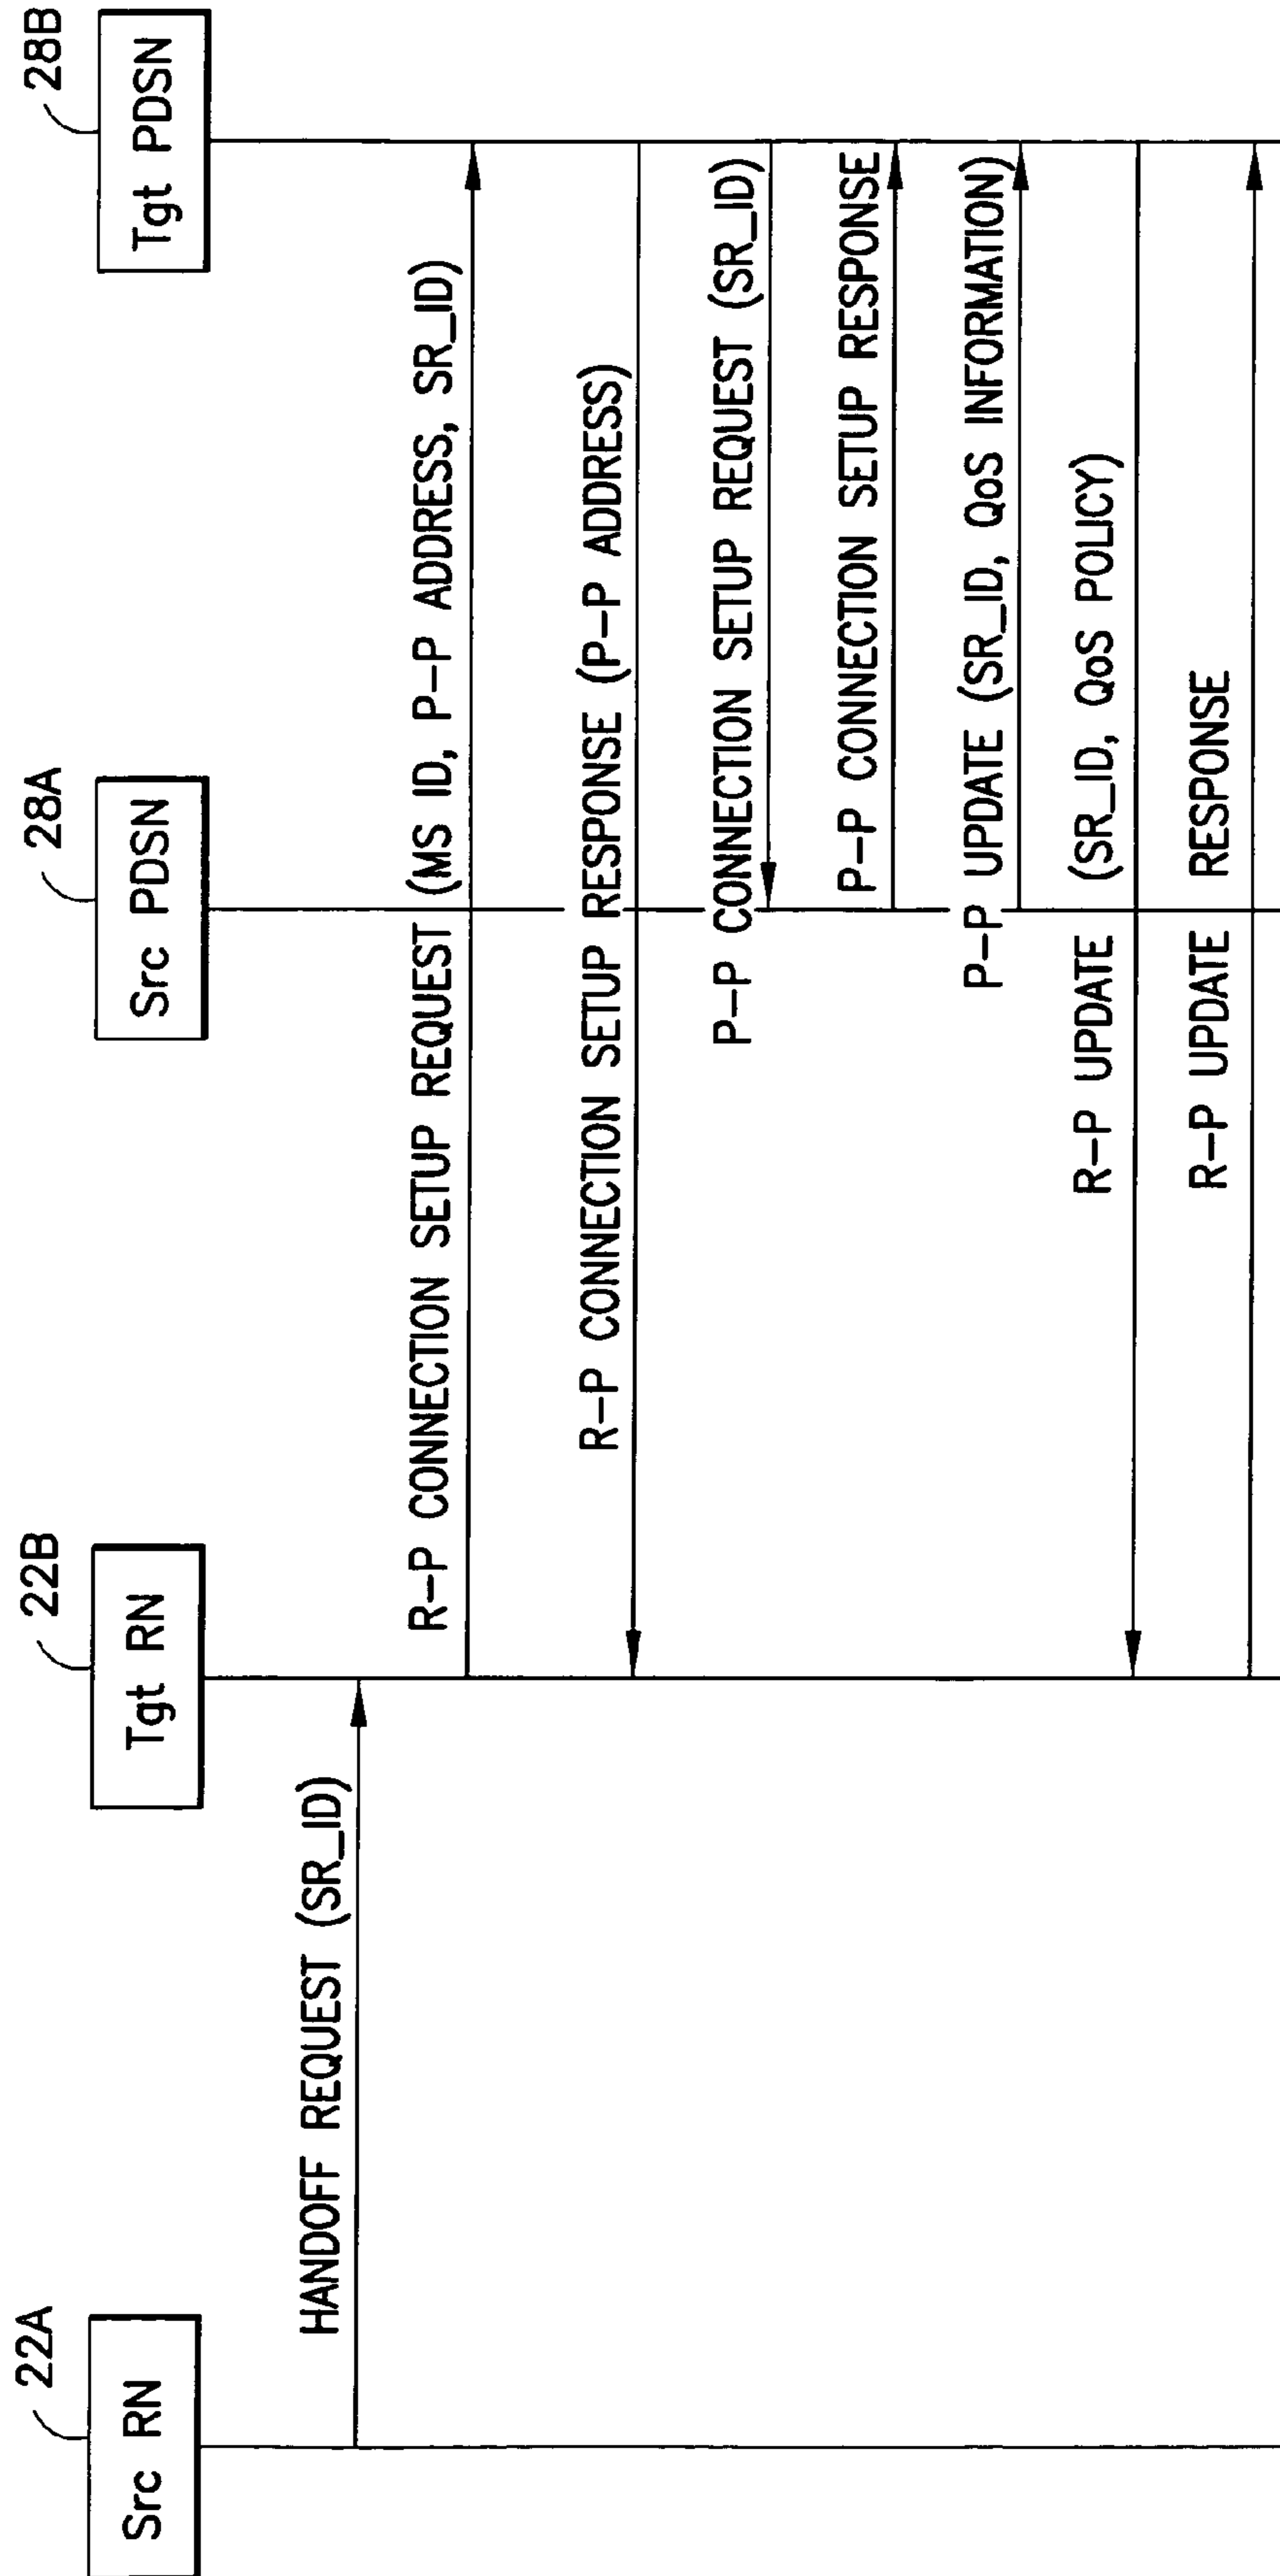 22A
Src RN
22B
Tgt RN
28A
Src PDSN
28B
Tgt PDSN
HANDOFF REQUEST (SR_ID)
R-P CONNECTION SETUP REQUEST (MS ID, P-P ADDRESS, SR_ID)
R-P CONNECTION SETUP RESPONSE (P-P ADDRESS)
P-P CONNECTION SETUP REQUEST (SR_ID)
P-P CONNECTION SETUP RESPONSE
P-P UPDATE (SR_ID, QoS INFORMATION)
R-P UPDATE (SR_ID, QoS POLICY)
R-P UPDATE RESPONSE